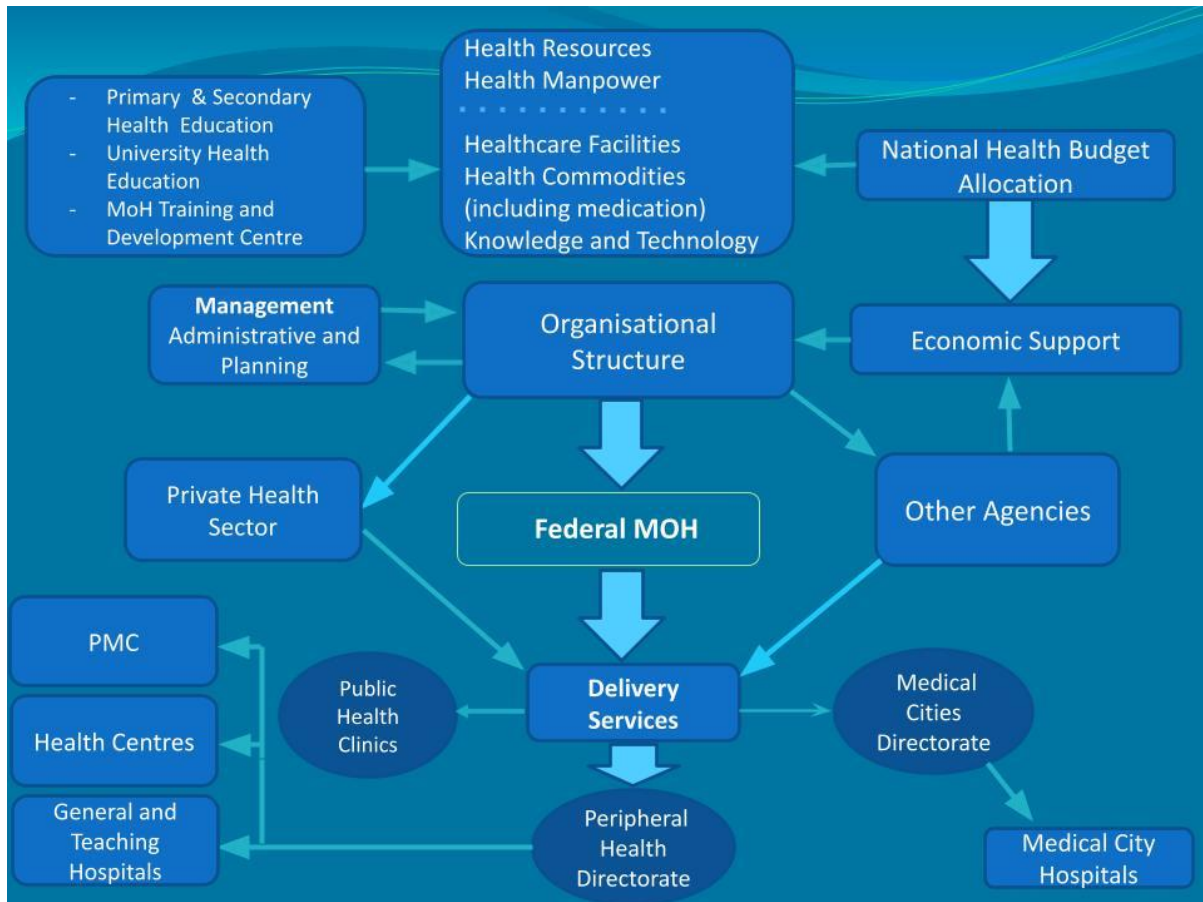 - Primary & Secondary
Health Education
- University Health
Education
- MoH Training and
Development Centre
Health Resources
Health Manpower
Healthcare Facilities
Health Commodities
(including medication)
Knowledge and Technology
National Health Budget
Allocation
Management
Administrative and
Planning
Organisational
Structure
Economic Support
Private Health
Sector
Federal MOH
Other Agencies
PMC
Public
Health
Clinics
Delivery
Services
Medical
Cities
Directorate
Health Centres
General and
Teaching
Hospitals
Peripheral
Health
Directorate
Medical City
Hospitals